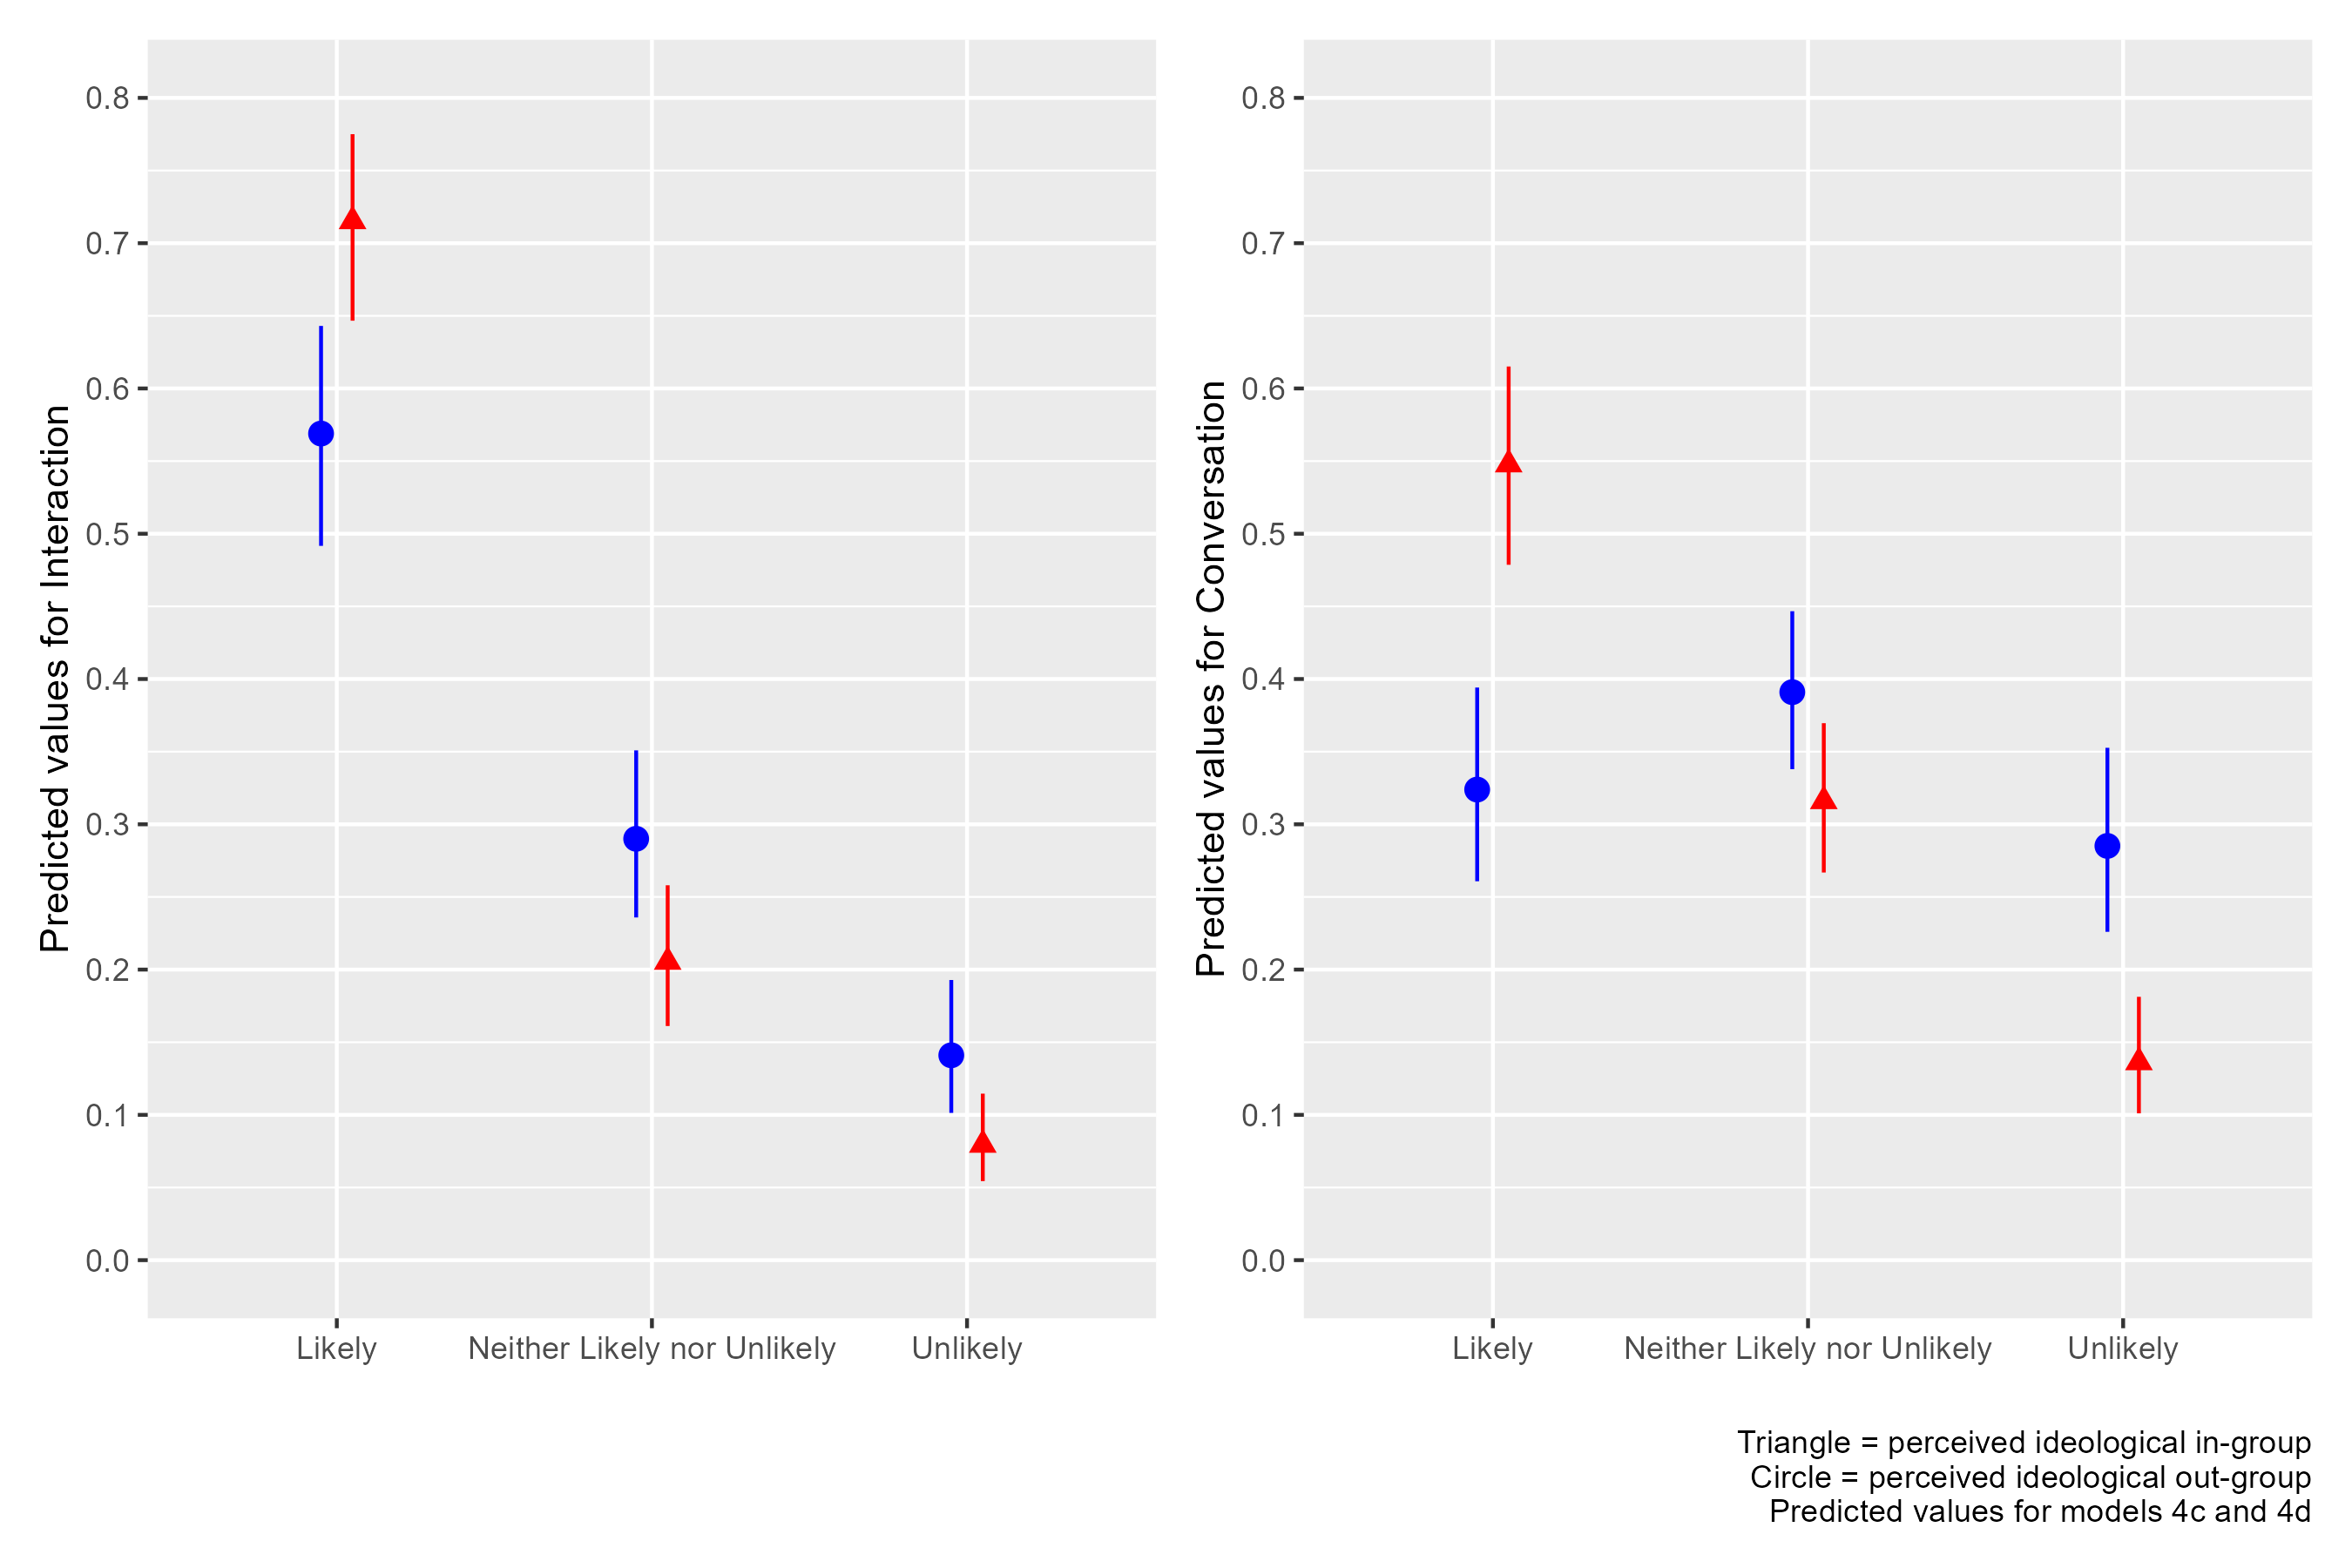 Predicted values for Interaction
0.8
0.7
0.6
0.5
0.4
0.3
0.2
0.1
0.0
Likely
Neither Likely nor Unlikely
Unlikely
Predicted values for Conversation
0.8
0.7
0.6
0.5
0.4
0.3
0.2
0.1
0.0
Likely
Neither Likely nor Unlikely
Unlikely
Triangle = perceived ideological in-group
Circle = perceived ideological out-group
Predicted values for models 4c and 4d